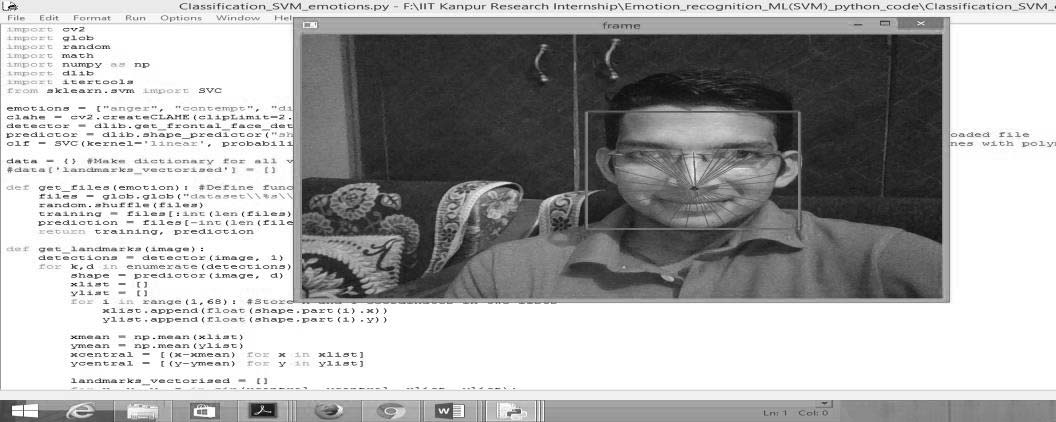 Classification_SVM_emotions.py - F:\IIT Kanpur Research Internship\Emotion_recognition_ML(SVM)_python_code\Classification_SVM_
File Edit Format Run Options Window Hel
frame
import cv2
import glob
import random
import math
import numpy as np
import dlib
import itertools
from sklearn.svm import SVC
emotions = ["anger", "contempt", "di
clahe = cv2.createCLAHE(clipLimit=2.
detector = dlib.get_frontal_face_det
predictor = dlib.shape_predictor("sh oaded file
clf = SVC(kernel='linear', probabili nes with polyn
data = {} #Make dictionary for all v
#data['landmarks_vectorised'] = []
def get_files(emotion): #Define func
files = glob.glob("dataset\\%s\\
random.shuffle(files)
training = files[:int(len(files)
prediction = files[-int(len(file
return training, prediction
def get_landmarks(image):
detections = detector(image, 1)
for k,d in enumerate(detections)
shape = predictor(image, d)
xlist = []
ylist = []
for i in range(1,68): #Store
xlist.append(float(shape.part(i).x))
ylist.append(float(shape.part(i).y))
xmean = np.mean(xlist)
ymean = np.mean(ylist)
xcentral = [(x-xmean) for x in xlist]
ycentral = [(y-ymean) for y in ylist]
landmarks_vectorised = []
Ln: 1 Col: 0